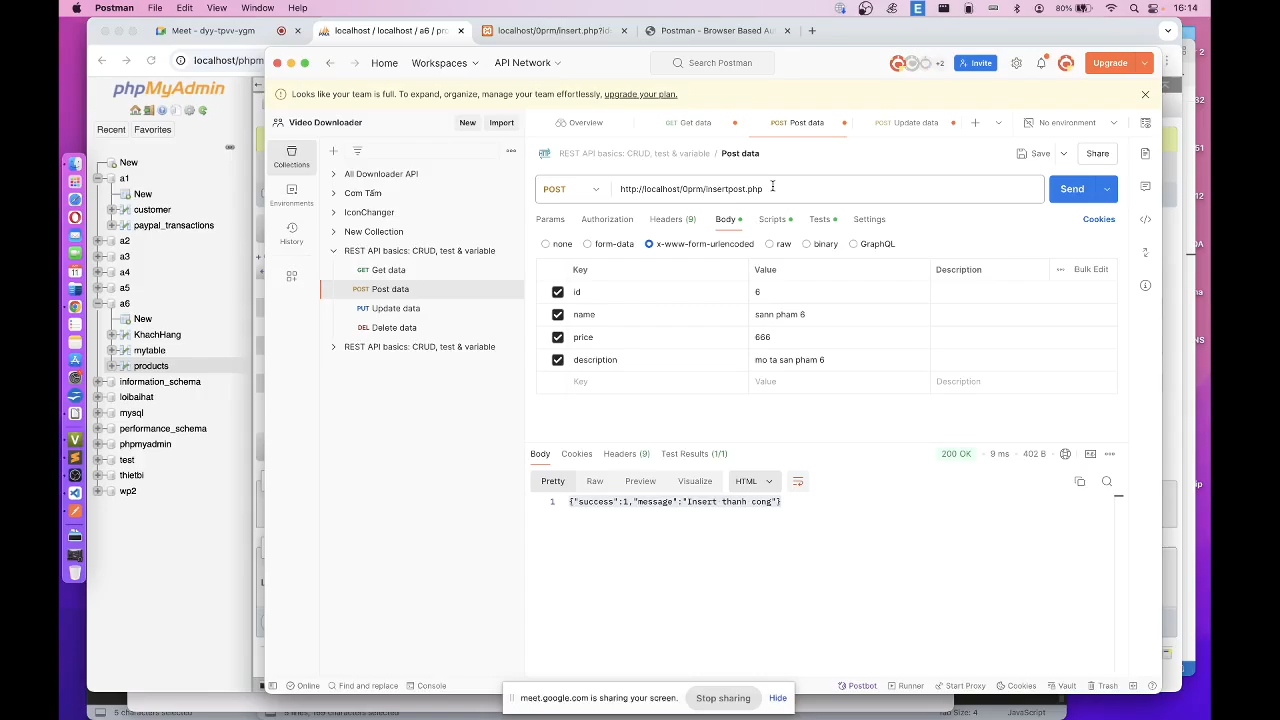 Postman File Edit View Window Help
E 80% 16:14
Meet - dyy-tpvv-ygm
localhost / localhost / a6 / pro
localhost/0prm/insert.php?id=
Postman - Browser Based Au
localhost/phpm
Home Workspaces API Network
Search Postman
+2 Invite Upgrade
Looks like your team is full. To expand, organize, manage your team effortlessly, upgrade your plan.
Video Downloader New Import
Overview Get data Post data Update data No environment
phpMyAdmin
Recent Favorites
New
a1
New
customer
paypal_transactions
a2
a3
a4
a5
a6
New
KhachHang
mytable
products
information_schema
loibaihat
mysql
performance_schema
phpmyadmin
test
thietbi
wp2
Collections
Environments
History
All Downloader API
Com Tấm
IconChanger
New Collection
REST API basics: CRUD, test & variable
GET Get data
POST Post data
PUT Update data
DEL Delete data
REST API basics: CRUD, test & variable
REST API basics: CRUD, test & variable / Post data
Save Share
POST http://localhost/0prm/insertpost.php Send
Params Authorization Headers (9) Body Scripts Tests Settings Cookies
none form-data x-www-form-urlencoded raw binary GraphQL
Key Value Description Bulk Edit
id 6
name sann pham 6
price 666
description mo ta san pham 6
Key Value Description
Body Cookies Headers (9) Test Results (1/1) 200 OK 9 ms 402 B
Pretty Raw Preview Visualize HTML
1 {"success":1,"message":"Insert thanh cong"}
Online Find and replace Console
Postbot Runner Start Proxy Cookies Vault Trash
meet.google.com is sharing your screen. Stop sharing Hide
5 characters selected
JavaScript